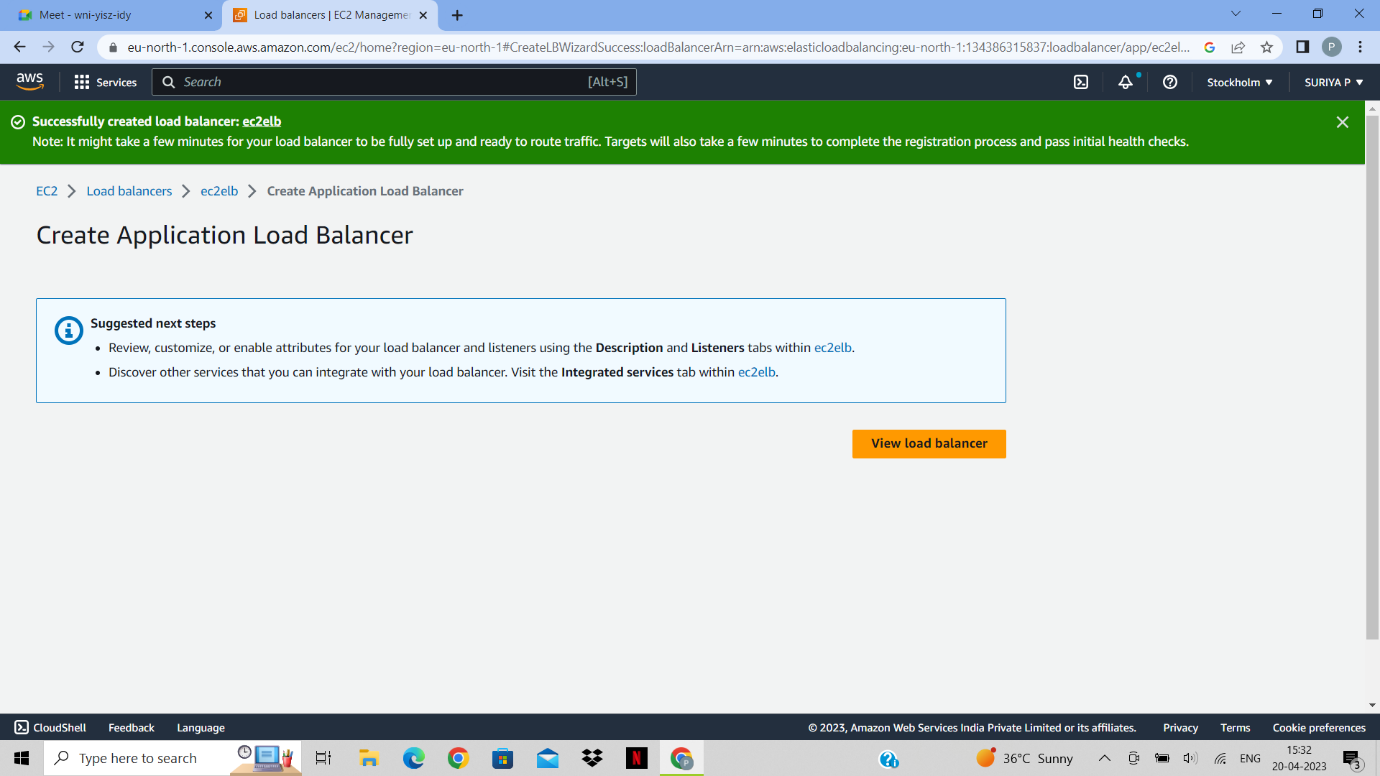 Meet - wni-yisz-idy
Load balancers | EC2 Managemen
eu-north-1.console.aws.amazon.com/ec2/home?region=eu-north-1#CreateLBWizardSuccess:loadBalancerArn=arn:aws:elasticloadbalancing:eu-north-1:134386315837:loadbalancer/app/ec2el...
P
aws
Services
Search
[Alt+S]
Stockholm
SURIYA P
Successfully created load balancer: ec2elb
Note: It might take a few minutes for your load balancer to be fully set up and ready to route traffic. Targets will also take a few minutes to complete the registration process and pass initial health checks.
EC2 > Load balancers > ec2elb > Create Application Load Balancer
Create Application Load Balancer
Suggested next steps
• Review, customize, or enable attributes for your load balancer and listeners using the Description and Listeners tabs within ec2elb.
• Discover other services that you can integrate with your load balancer. Visit the Integrated services tab within ec2elb.
View load balancer
CloudShell
Feedback
Language
© 2023, Amazon Web Services India Private Limited or its affiliates.
Privacy
Terms
Cookie preferences
Type here to search
N
P
36°C Sunny
ENG
15:32
20-04-2023
3